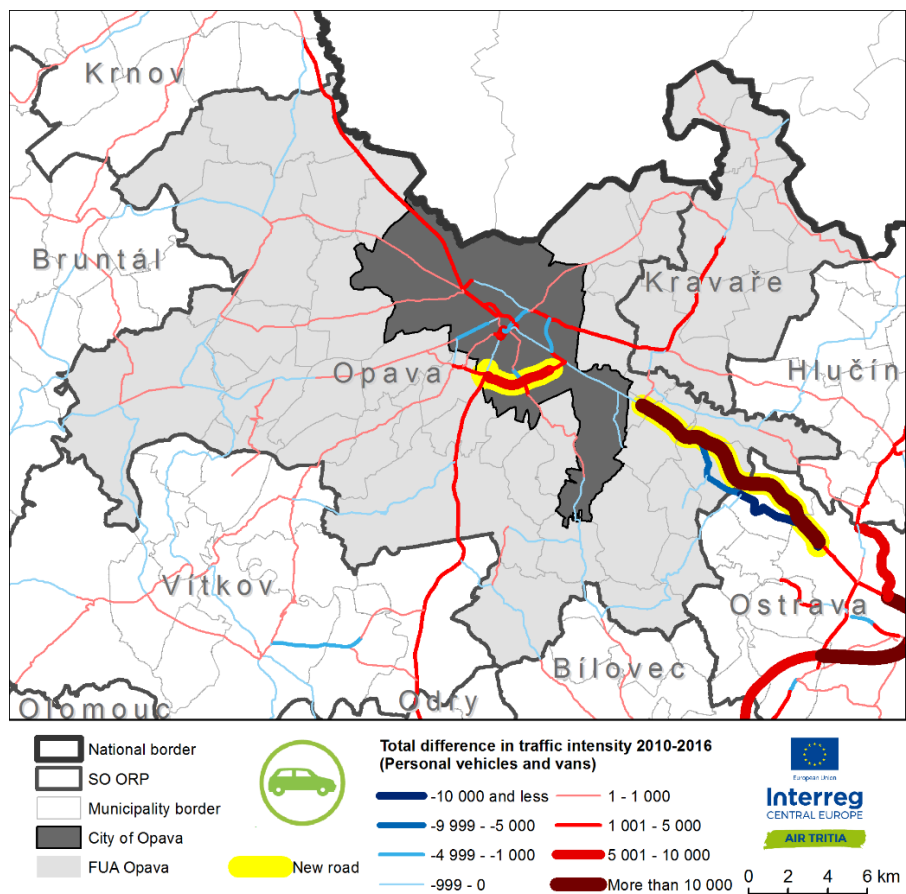 Krnov
Bruntál
Kravaře
Hlučín
Opava
Vítkov
Ostrava
Bílovec
Odry
Olomouc
National border
SO ORP
Municipality border
City of Opava
FUA Opava
New road
Total difference in traffic intensity 2010-2016
(Personal vehicles and vans)
-10 000 and less
-9 999 - -5 000
-4 999 - -1 000
-999 - 0
1 - 1 000
1 001 - 5 000
5 001 - 10 000
More than 10 000
European Union
Interreg
CENTRAL EUROPE
AIR TRITIA
0 2 4 6 km